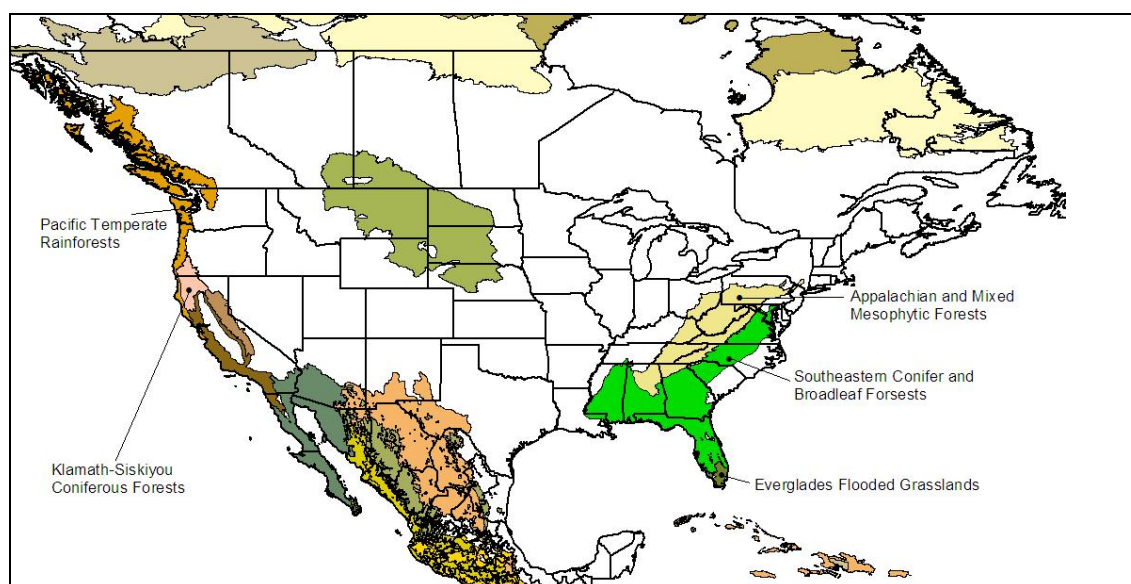 Pacific Temperate
Rainforests
Appalachian and Mixed
Mesophytic Forests
Southeastern Conifer and
Broadleaf Forsests
Klamath-Siskiyou
Coniferous Forests
Everglades Flooded Grasslands